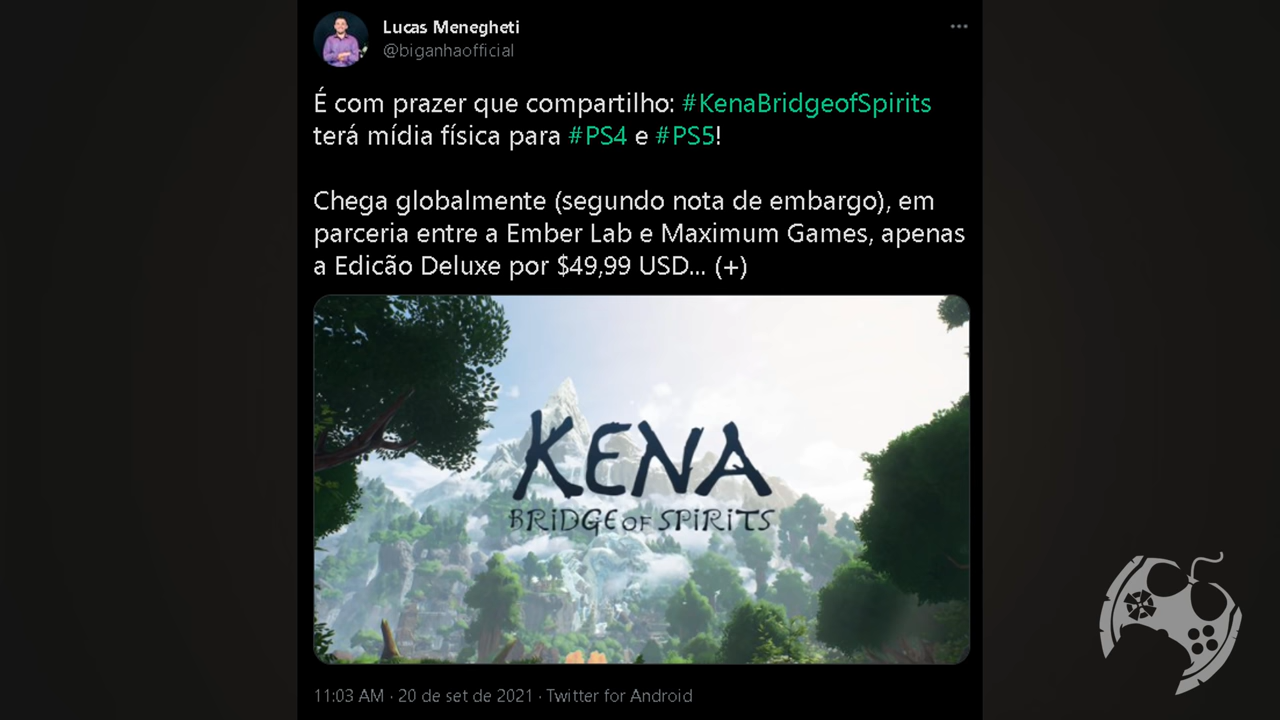 Lucas Menegheti
@biganhaofficial
É com prazer que compartilho: #KenaBridgeofSpirits
terá mídia física para #PS4 e #PS5!
Chega globalmente (segundo nota de embargo), em
parceria entre a Ember Lab e Maximum Games, apenas
a Edicão Deluxe por $49,99 USD... (+)
KENA
BRIDGE OF SPIRITS
11:03 AM · 20 de set de 2021 · Twitter for Android